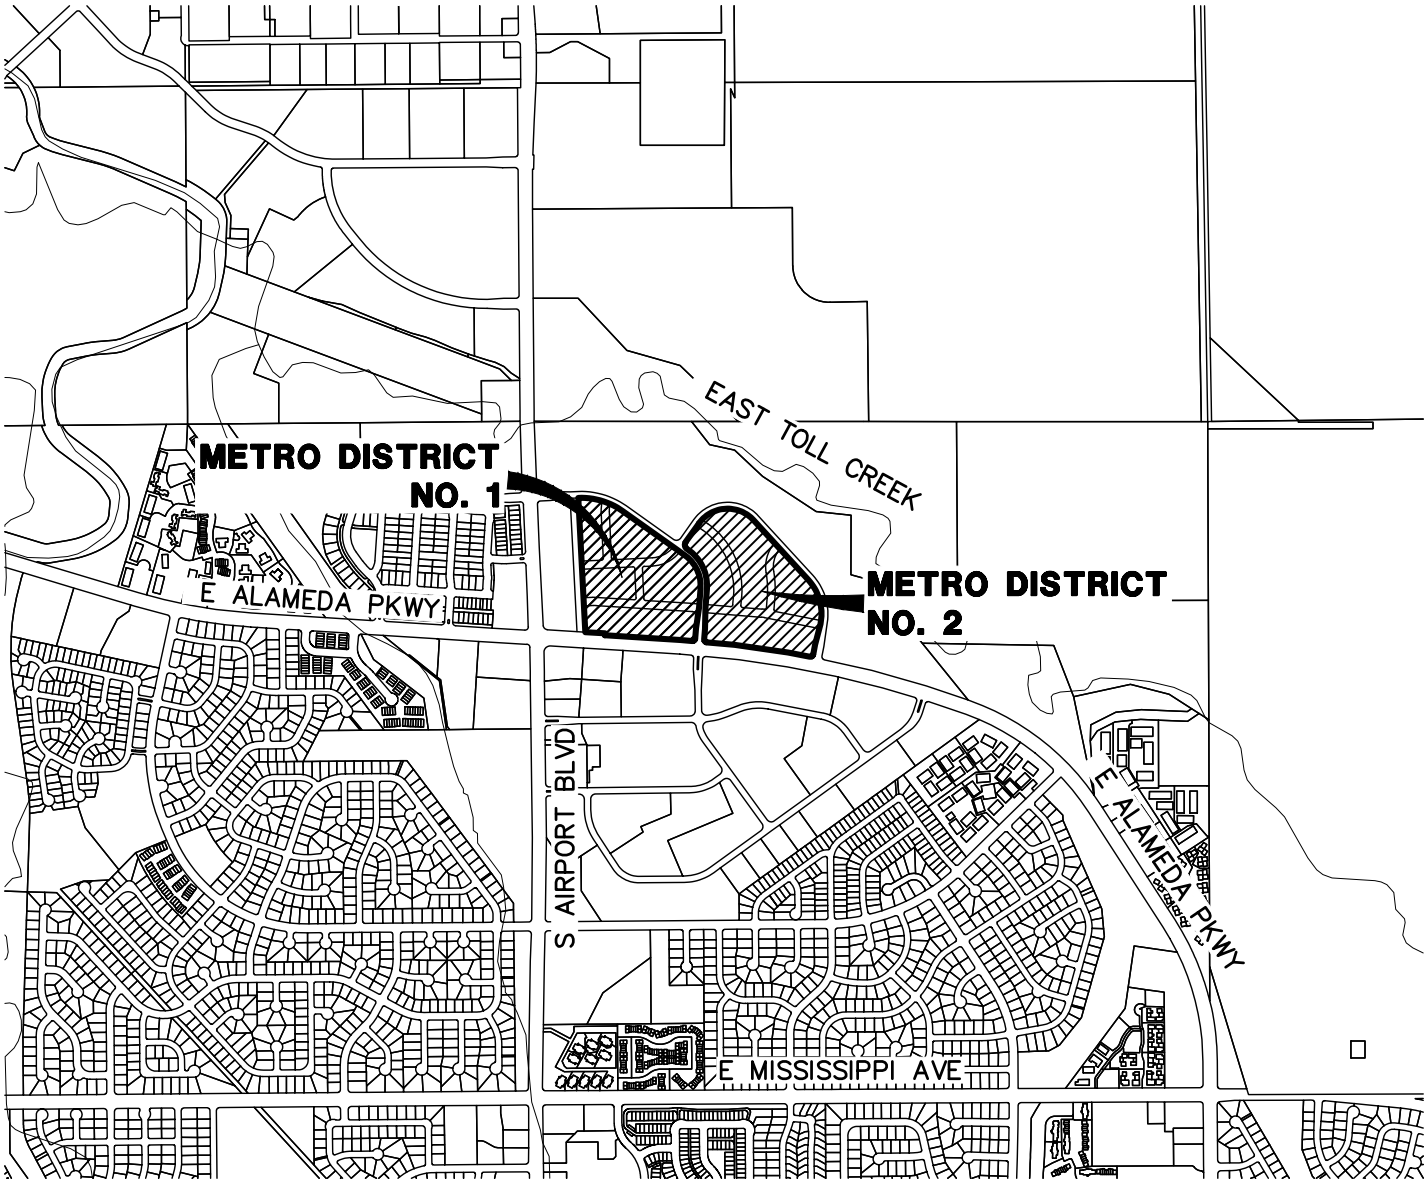 EAST TOLL CREEK
METRO DISTRICT
NO. 1
METRO DISTRICT
NO. 2
E ALAMEDA PKWY
S AIRPORT BLVD
E ALAMEDA PKWY
E MISSISSIPPI AVE